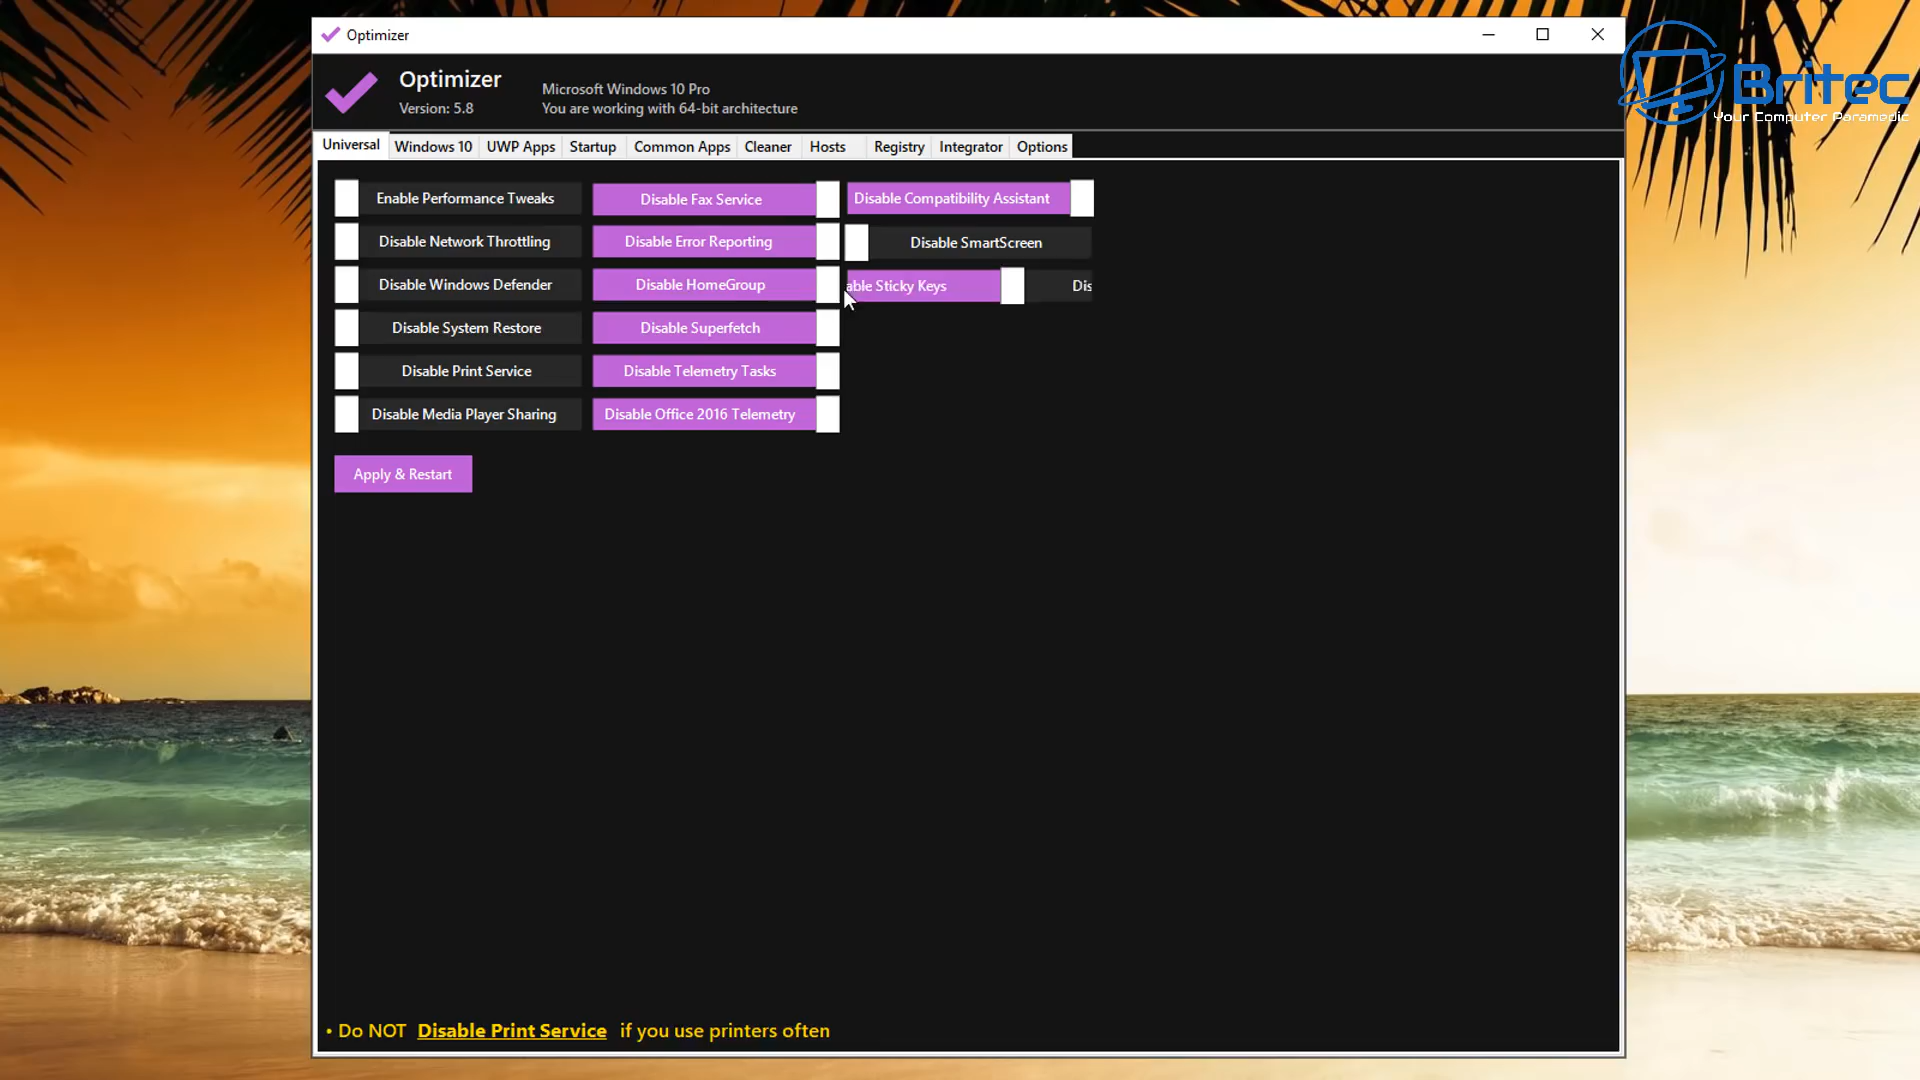 Optimizer
Optimizer
Version: 5.8
Microsoft Windows 10 Pro
You are working with 64-bit architecture
Britec
Your Computer Paramedic
Universal Windows 10 UWP Apps Startup Common Apps Cleaner Hosts Registry Integrator Options
Enable Performance Tweaks Disable Fax Service Disable Compatibility Assistant
Disable Network Throttling Disable Error Reporting Disable SmartScreen
Disable Windows Defender Disable HomeGroup able Sticky Keys Dis
Disable System Restore Disable Superfetch
Disable Print Service Disable Telemetry Tasks
Disable Media Player Sharing Disable Office 2016 Telemetry
Apply & Restart
• Do NOT Disable Print Service if you use printers often